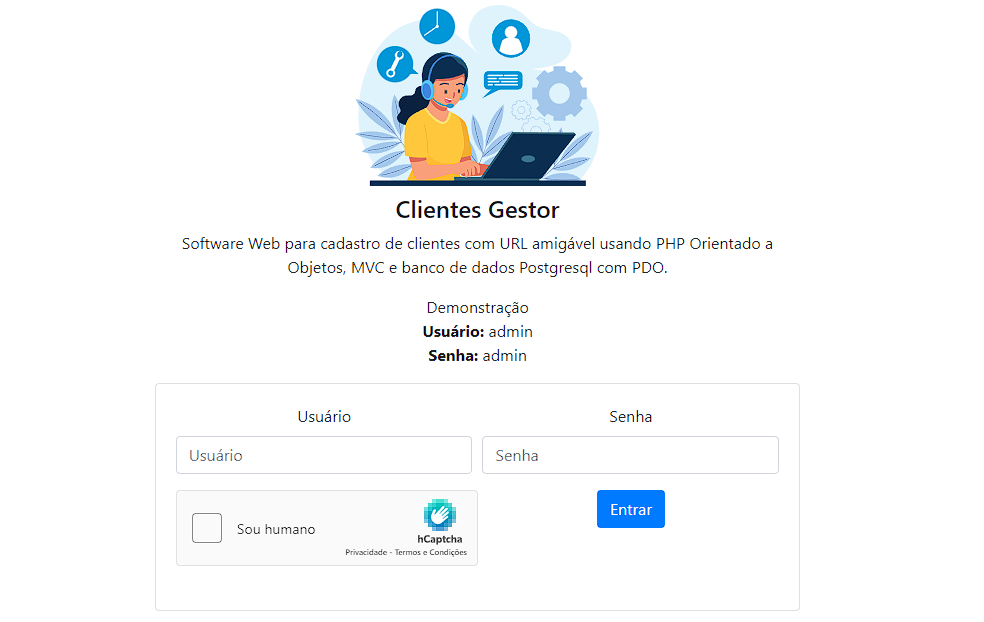 Clientes Gestor
Software Web para cadastro de clientes com URL amigável usando PHP Orientado a
Objetos, MVC e banco de dados Postgresql com PDO.
Demonstração
Usuário: admin
Senha: admin
Usuário
Senha
Usuário
Senha
Sou humano
hCaptcha
Privacidade - Termos e Condições
Entrar